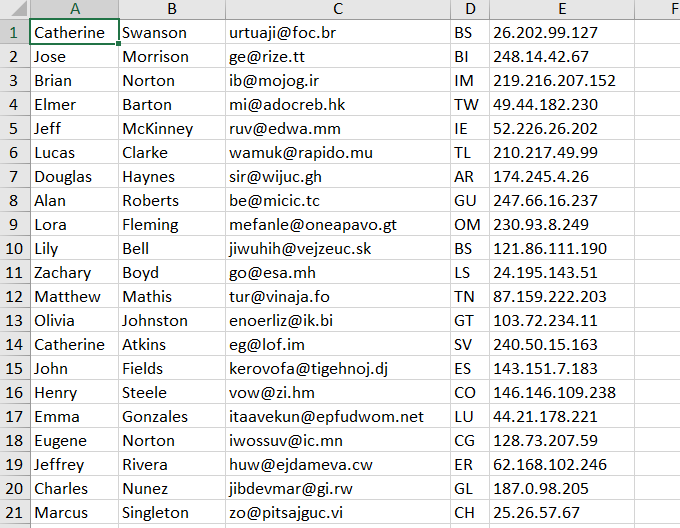 A B C D E F
1 Catherine Swanson urtuaji@foc.br BS 26.202.99.127
2 Jose Morrison ge@rize.tt BI 248.14.42.67
3 Brian Norton ib@mojog.ir IM 219.216.207.152
4 Elmer Barton mi@adocreb.hk TW 49.44.182.230
5 Jeff McKinney ruv@edwa.mm IE 52.226.26.202
6 Lucas Clarke wamuk@rapido.mu TL 210.217.49.99
7 Douglas Haynes sir@wijuc.gh AR 174.245.4.26
8 Alan Roberts be@micic.tc GU 247.66.16.237
9 Lora Fleming mefanle@oneapavo.gt OM 230.93.8.249
10 Lily Bell jiwuhih@vejzeuc.sk BS 121.86.111.190
11 Zachary Boyd go@esa.mh LS 24.195.143.51
12 Matthew Mathis tur@vinaja.fo TN 87.159.222.203
13 Olivia Johnston enoerliz@ik.bi GT 103.72.234.11
14 Catherine Atkins eg@lof.im SV 240.50.15.163
15 John Fields kerovofa@tigehnoj.dj ES 143.151.7.183
16 Henry Steele vow@zi.hm CO 146.146.109.238
17 Emma Gonzales itaavekun@epfudwom.net LU 44.21.178.221
18 Eugene Norton iwossuv@ic.mn CG 128.73.207.59
19 Jeffrey Rivera huw@ejdameva.cw ER 62.168.102.246
20 Charles Nunez jibdevmar@gi.rw GL 187.0.98.205
21 Marcus Singleton zo@pitsajguc.vi CH 25.26.57.67